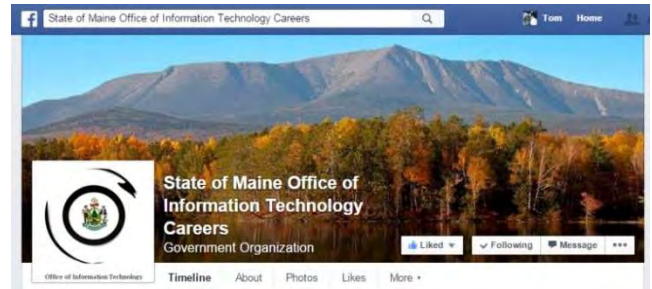 State of Maine Office of Information Technology Careers
Tom Home
State of Maine Office of
Information Technology
Careers
Government Organization
Liked
Following
Message
Office of Information Technology
Timeline About Photos Likes More